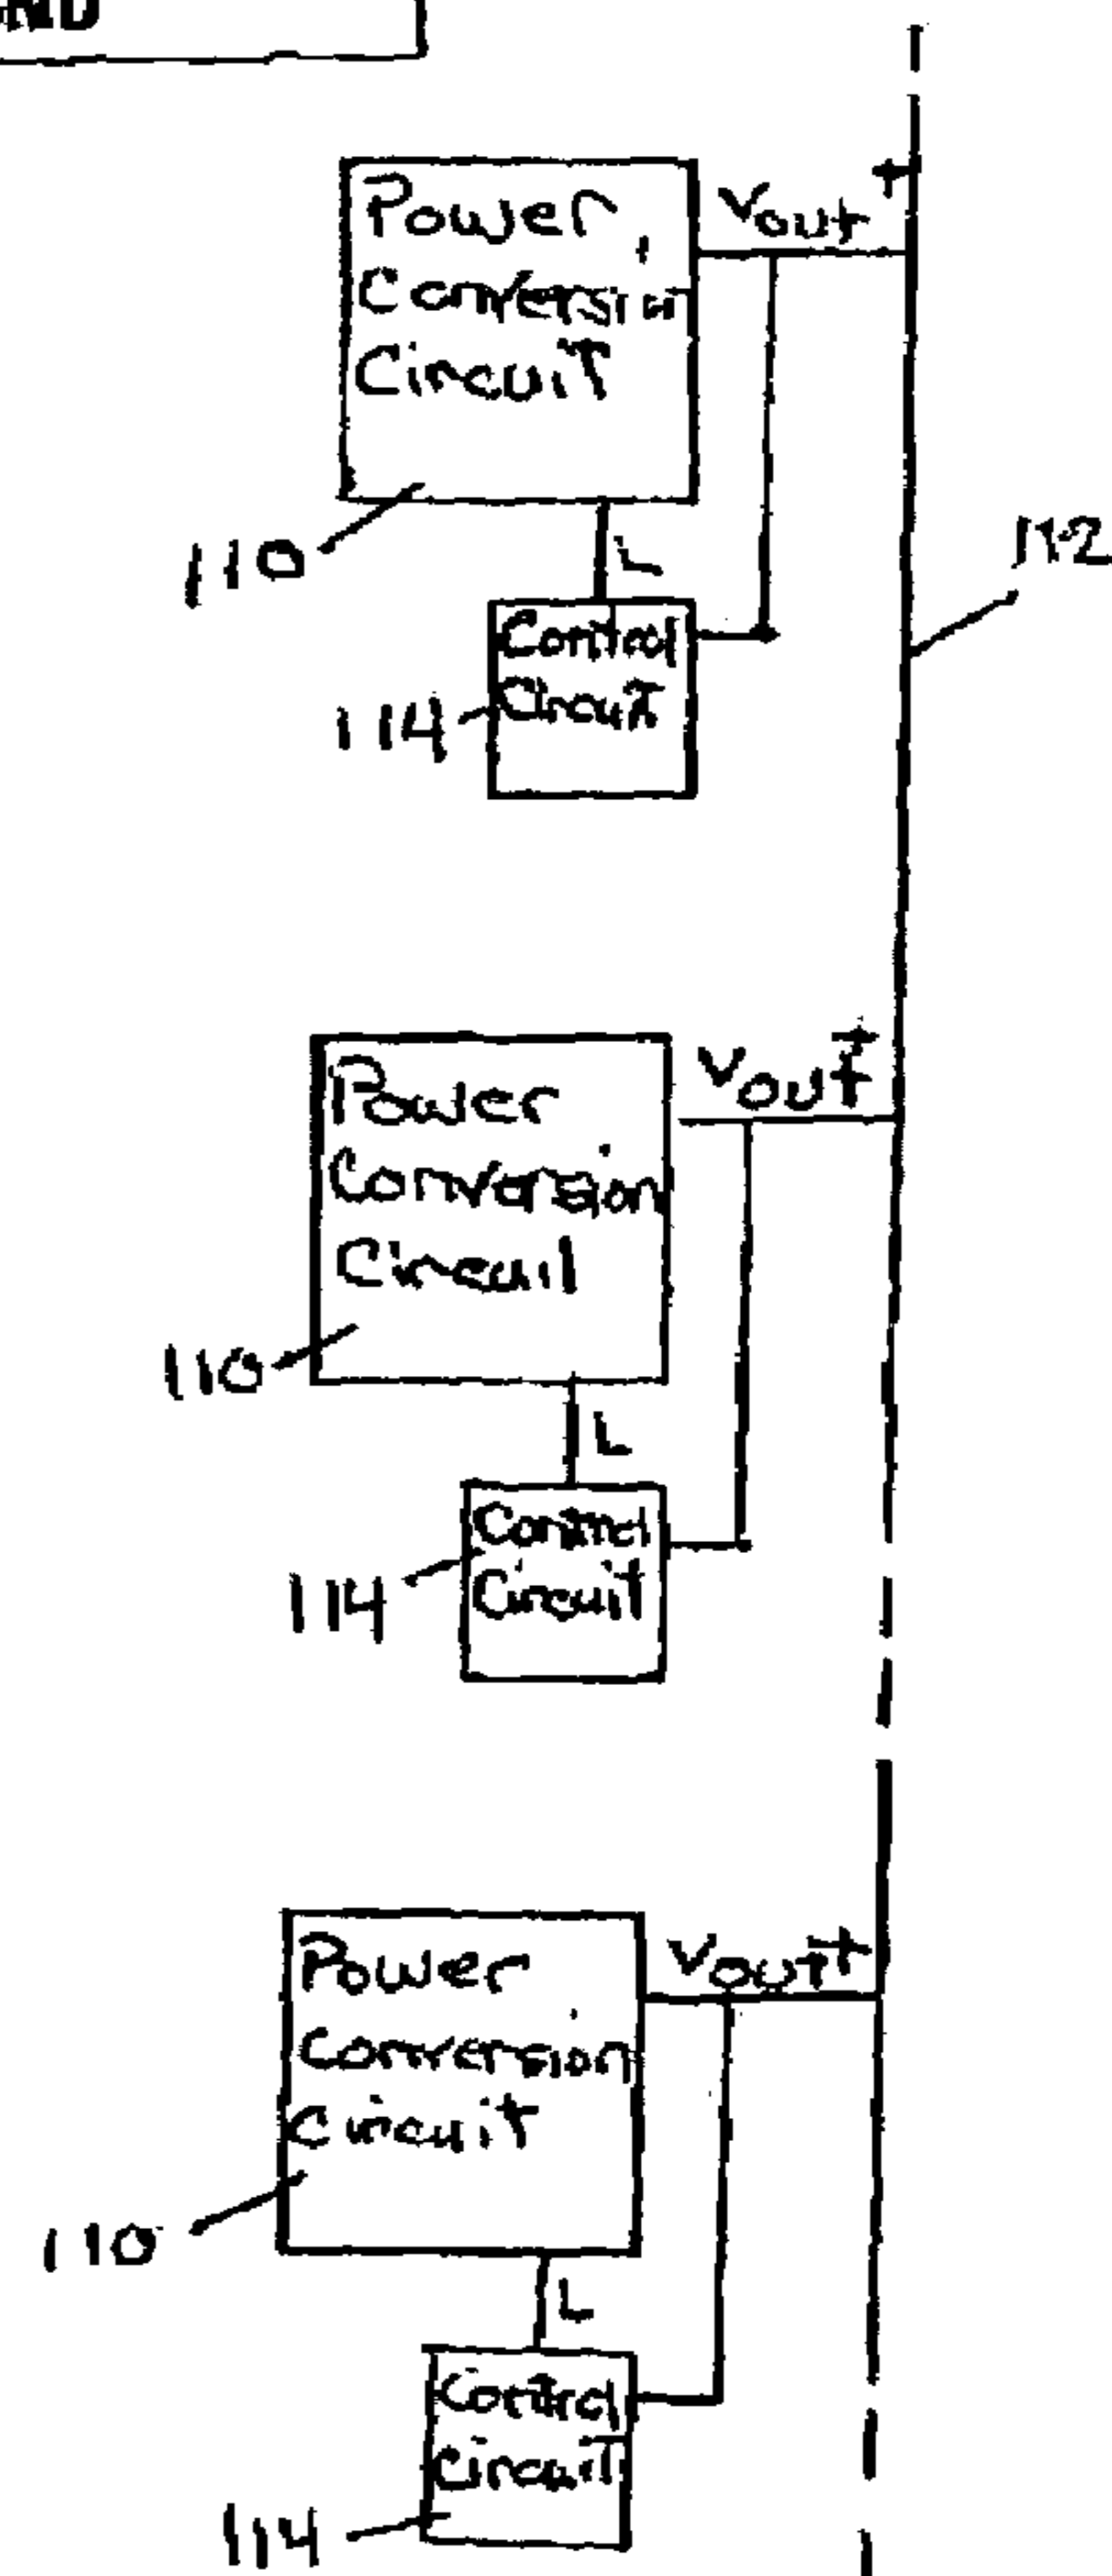 ND
Power
Conversion
Circuit
Vout +
110
L
112
Control
Circuit
114
Power
Conversion
Circuit
Vout +
110
L
Control
Circuit
114
Power
Conversion
Circuit
Vout +
110
L
Control
Circuit
114